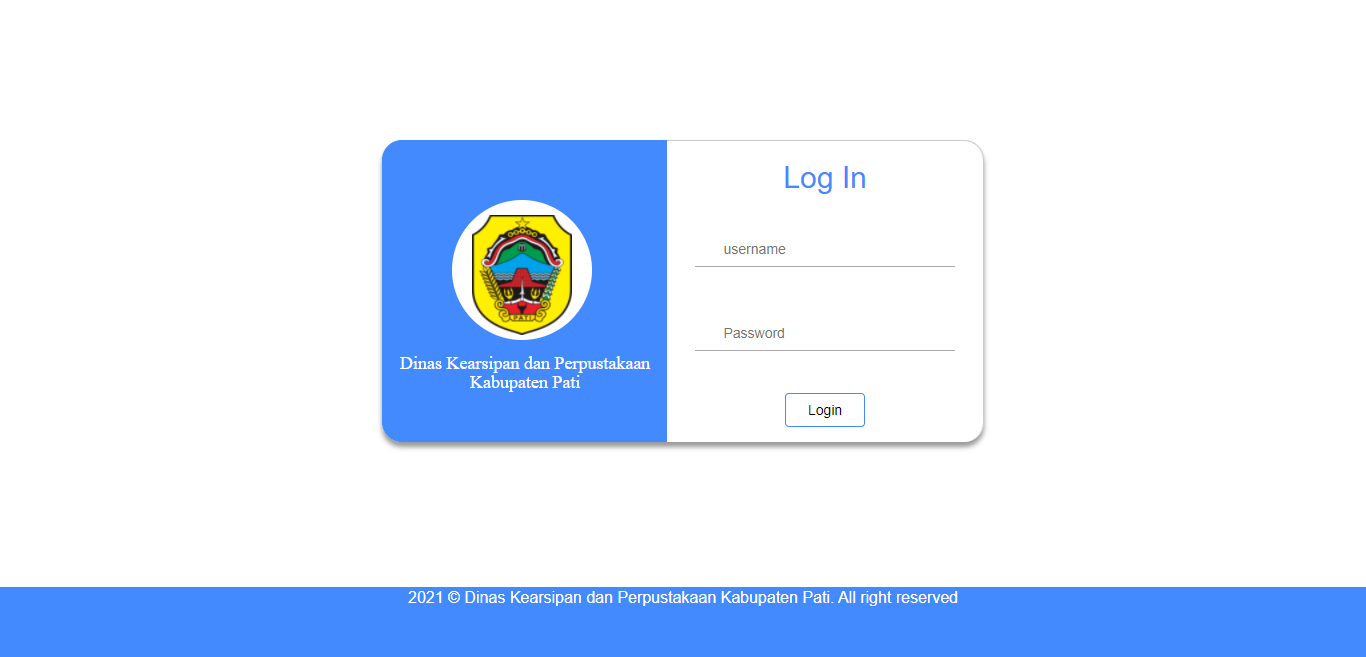 Log In
username
Password
Login
PATI
Dinas Kearsipan dan Perpustakaan
Kabupaten Pati
2021 © Dinas Kearsipan dan Perpustakaan Kabupaten Pati. All right reserved